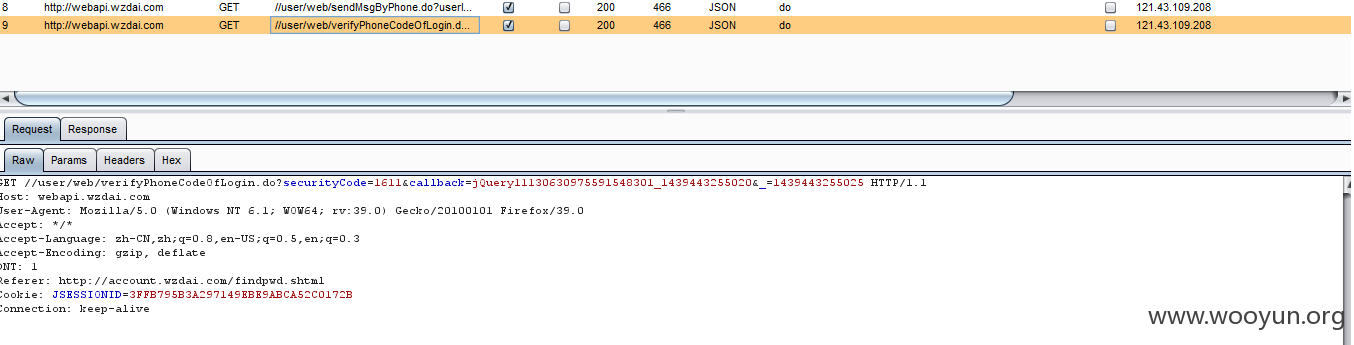 8 http://webapi.wzdai.com GET //user/web/sendMsgByPhone.do?userI... 200 466 JSON do 121.43.109.208
9 http://webapi.wzdai.com GET //user/web/verifyPhoneCodeOfLogin.d... 200 466 JSON do 121.43.109.208
Request Response
Raw Params Headers Hex
GET //user/web/verifyPhoneCodeOfLogin.do?securityCode=1611&callback=jQuery11130630975591548301_1439443255020&_=1439443255025 HTTP/1.1
Host: webapi.wzdai.com
User-Agent: Mozilla/5.0 (Windows NT 6.1; WOW64; rv:39.0) Gecko/20100101 Firefox/39.0
Accept: */*
Accept-Language: zh-CN,zh;q=0.8,en-US;q=0.5,en;q=0.3
Accept-Encoding: gzip, deflate
DNT: 1
Referer: http://account.wzdai.com/findpwd.shtml
Cookie: JSESSIONID=3FFB795B3A297149EBE9ABCA52C0172B
Connection: keep-alive
www.wooyun.org